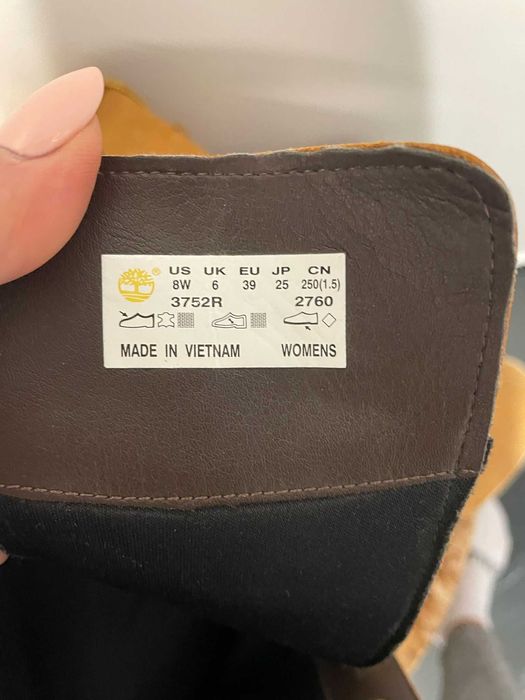 ® US UK EU JP CN
8W 6 39 25 250(1.5)
3752R 2760
MADE IN VIETNAM WOMENS